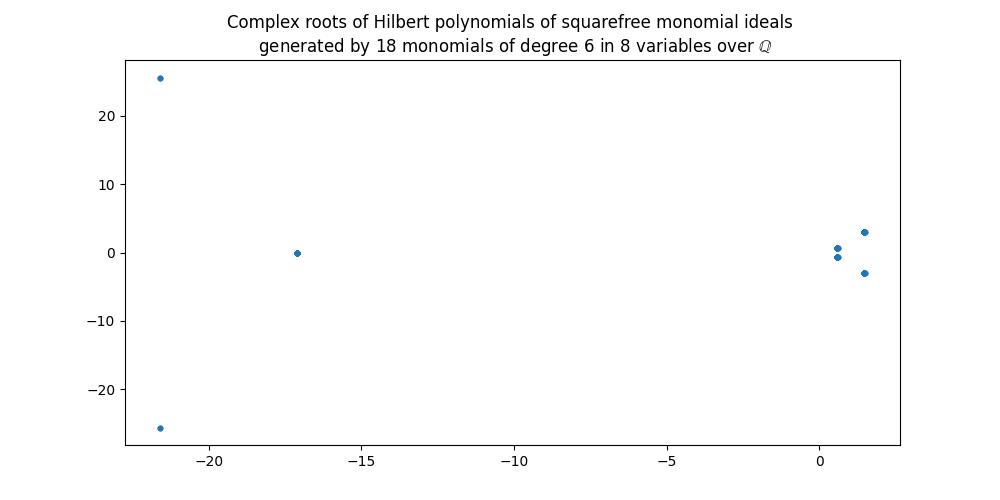 Complex roots of Hilbert polynomials of squarefree monomial ideals
generated by 18 monomials of degree 6 in 8 variables over ℚ
20
10
0
−10
−20
−20 −15 −10 −5 0